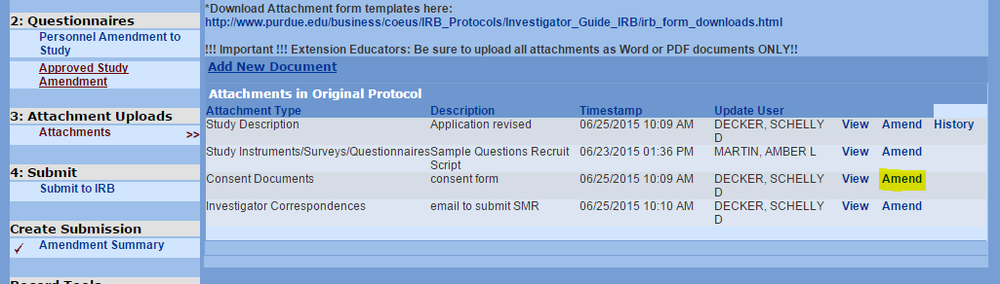 2: Questionnaires
Personnel Amendment to
Study
Approved Study
Amendment
3: Attachment Uploads
Attachments >>
4: Submit
Submit to IRB
Create Submission
Amendment Summary
Record Tools
*Download Attachment form templates here:
http://www.purdue.edu/business/coeus/IRB_Protocols/Investigator_Guide_IRB/irb_form_downloads.html
!!! Important !!! Extension Educators: Be sure to upload all attachments as Word or PDF documents ONLY!!
Add New Document
Attachments in Original Protocol
Attachment Type Description Timestamp Update User
Study Description Application revised 06/25/2015 10:09 AM DECKER, SCHELLY View Amend History
D
Study Instruments/Surveys/Questionnaires Sample Questions Recruit 06/23/2015 01:36 PM MARTIN, AMBER L View Amend
Script
Consent Documents consent form 06/25/2015 10:09 AM DECKER, SCHELLY View Amend
D
Investigator Correspondences email to submit SMR 06/25/2015 10:10 AM DECKER, SCHELLY View Amend
D